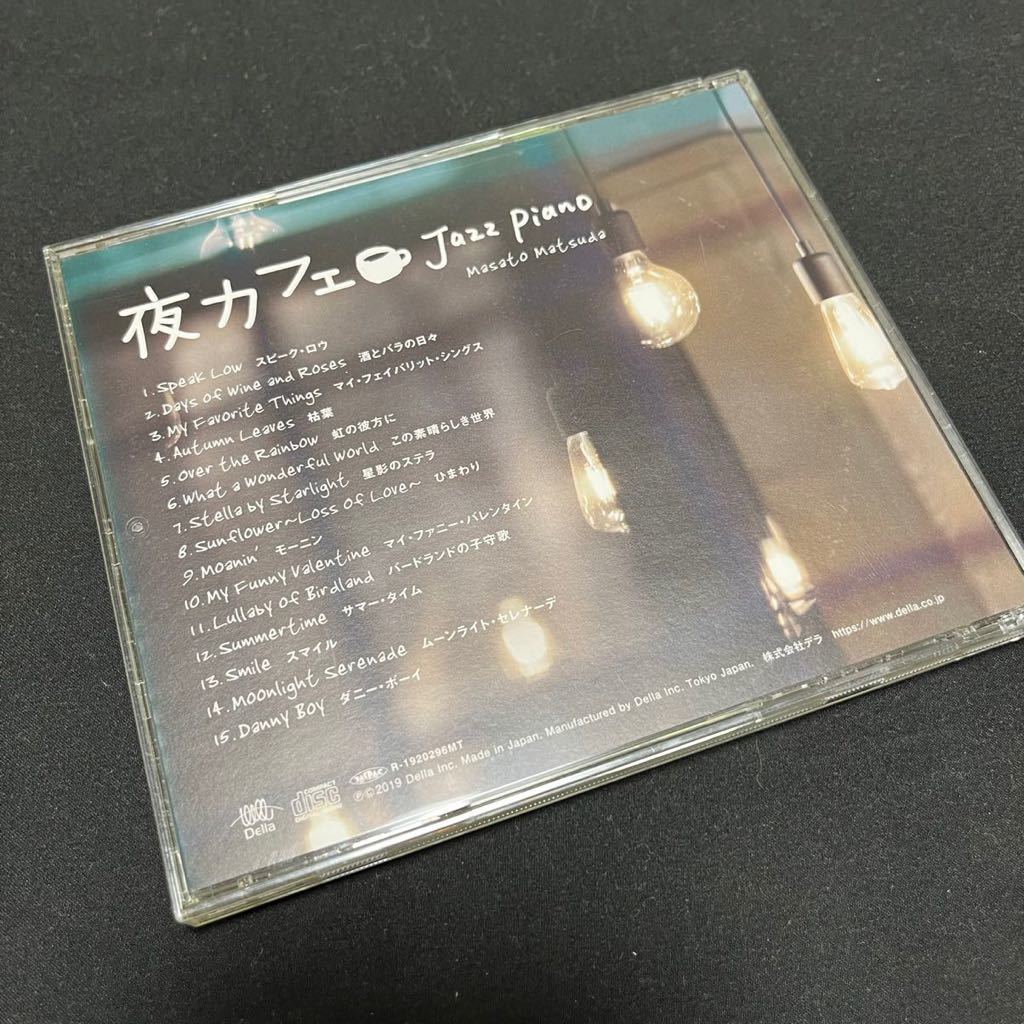 夜カフェ Jazz Piano
Masato Matsuda
1. Speak Low スピーク・ロウ
2. Days of Wine and Roses 酒とバラの日々
3. My Favorite Things マイ・フェイバリット・シングス
4. Autumn Leaves 枯葉
5. Over the Rainbow 虹の彼方に
6. What a Wonderful World この素晴らしき世界
7. Stella by Starlight 星影のステラ
8. Sunflower~Loss of Love~ ひまわり
9. Moanin' モーニン
10. My Funny Valentine マイ・ファニー・バレンタイン
11. Lullaby of Birdland バードランドの子守歌
12. Summertime サマー・タイム
13. Smile スマイル
14. Moonlight Serenade ムーンライト・セレナーデ
15. Danny Boy ダニー・ボーイ
Della
COMPACT disc DIGITAL AUDIO
R-1920296MT
℗©2019 Della Inc. Made in Japan. Manufactured by Della Inc. Tokyo Japan. 株式会社デラ https://www.della.co.jp